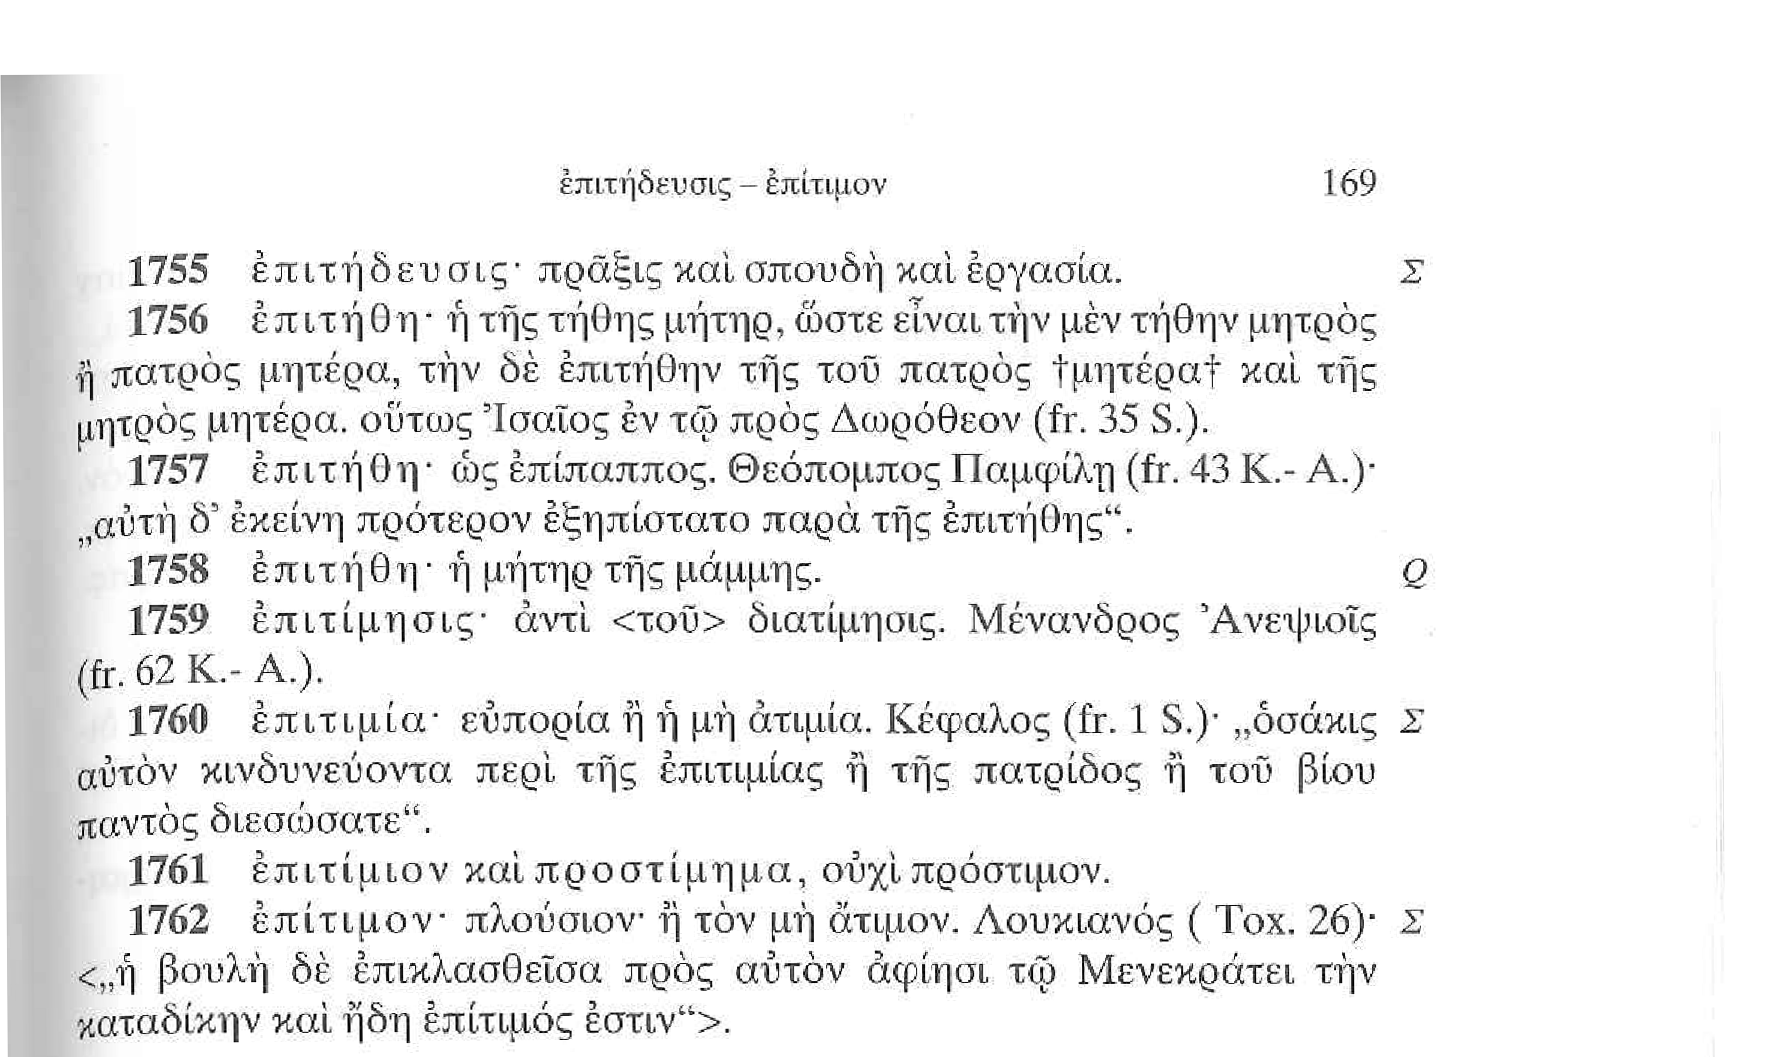 ἐπιτήδευσις – ἐπίτιμον 169
1755 ἐπιτήδευσις· πρᾶξις καὶ σπουδὴ καὶ ἐργασία. Σ
1756 ἐπιτήθη· ἡ τῆς τήθης μήτηρ, ὥστε εἶναι τὴν μὲν τήθην μητρὸς
ἢ πατρὸς μητέρα, τὴν δὲ ἐπιτήθην τῆς τοῦ πατρὸς †μητέρα† καὶ τῆς
μητρὸς μητέρα. οὕτως Ἰσαῖος ἐν τῷ πρὸς Δωρόθεον (fr. 35 S.).
1757 ἐπιτήθη· ὡς ἐπίπαππος. Θεόπομπος Παμφίλῃ (fr. 43 K.- A.)·
„αὐτὴ δ’ ἐκείνη πρότερον ἐξηπίστατο παρὰ τῆς ἐπιτήθης“.
1758 ἐπιτήθη· ἡ μήτηρ τῆς μάμμης. Q
1759 ἐπιτίμησις· ἀντὶ <τοῦ> διατίμησις. Μένανδρος Ἀνεψιοῖς
(fr. 62 K.- A.).
1760 ἐπιτιμία· εὐπορία ἢ ἡ μὴ ἀτιμία. Κέφαλος (fr. 1 S.)· „ὁσάκις Σ
αὐτὸν κινδυνεύοντα περὶ τῆς ἐπιτιμίας ἢ τῆς πατρίδος ἢ τοῦ βίου
παντὸς διεσώσατε“.
1761 ἐπιτίμιον καὶ προστίμημα, οὐχὶ πρόστιμον.
1762 ἐπίτιμον· πλούσιον· ἢ τὸν μὴ ἄτιμον. Λουκιανός ( Tox. 26)· Σ
<„ἡ βουλὴ δὲ ἐπικλασθεῖσα πρὸς αὐτὸν ἀφίησι τῷ Μενεκράτει τὴν
καταδίκην καὶ ἤδη ἐπίτιμός ἐστιν“>.